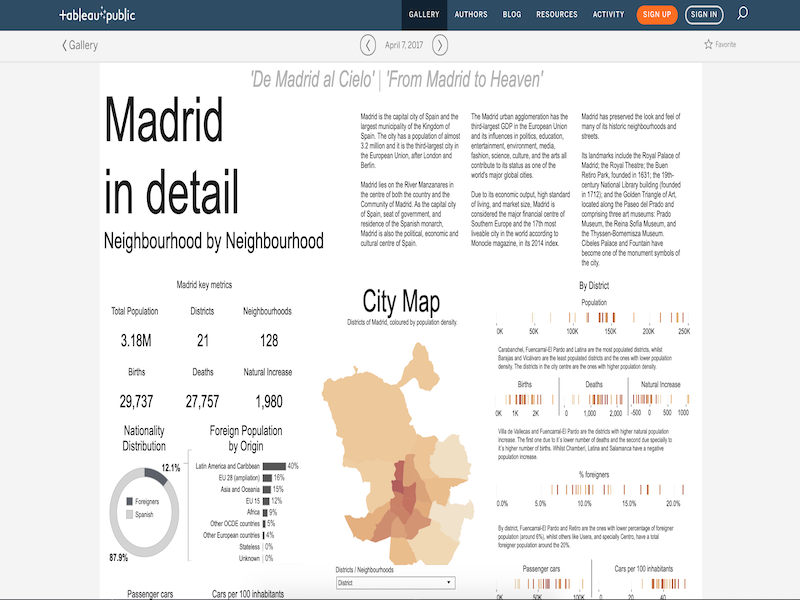 tableau public
GALLERY AUTHORS BLOG RESOURCES ACTIVITY SIGN UP SIGN IN
Gallery
April 7, 2017
Favorite
'De Madrid al Cielo' | 'From Madrid to Heaven'
Madrid
in detail
Neighbourhood by Neighbourhood
Madrid is the capital city of Spain and the
largest municipality of the Kingdom of
Spain. The city has a population of almost
3.2 million and it is the third-largest city in
the European Union, after London and
Berlin.
Madrid lies on the River Manzanares in
the centre of both the country and the
Community of Madrid. As the capital city
of Spain, seat of government, and
residence of the Spanish monarch,
Madrid is also the political, economic and
cultural centre of Spain.
The Madrid urban agglomeration has the
third-largest GDP in the European Union
and its influences in politics, education,
entertainment, environment, media,
fashion, science, culture, and the arts all
contribute to its status as one of the
world's major global cities.
Due to its economic output, high standard
of living, and market size, Madrid is
considered the major financial centre of
Southern Europe and the 17th most
liveable city in the world according to
Monocle magazine, in its 2014 index.
Madrid has preserved the look and feel of
many of its historic neighbourhoods and
streets.
Its landmarks include the Royal Palace of
Madrid; the Royal Theatre; the Buen
Retiro Park, founded in 1631; the 19th-
century National Library building (founded
in 1712); and the Golden Triangle of Art,
located along the Paseo del Prado and
comprising three art museums: Prado
Museum, the Reina Sofía Museum, and
the Thyssen-Bornemisza Museum.
Cibeles Palace and Fountain have
become one of the monument symbols of
the city.
Madrid key metrics
Total Population Districts Neighbourhoods
3.18M 21 128
Births Deaths Natural Increase
29,737 27,757 1,980
Nationality
Distribution
12.1%
Foreigners
Spanish
87.9%
Foreign Population
by Origin
Latin America and Caribbean 40%
EU 28 (ampliation) 16%
Asia and Oceania 15%
EU 15 12%
Africa 9%
Other OCDE countries 5%
Other European countries 4%
Stateless 0%
Unknown 0%
Passenger cars Cars per 100 inhabitants
City Map
Districts of Madrid, coloured by population density.
Districts / Neighbourhoods
District
By District
Population
0K 50K 100K 150K 200K 250K
Carabanchel, Fuencarral-El Pardo and Latina are the most populated districts, whilst
Barajas and Vicálvaro are the least populated districts and the ones with lower population
density. The districts in the city centre are the ones with higher population density.
Births Deaths Natural Increase
0K 1K 2K 0 1,000 2,000 -500 0 500 1000
Villa de Vallecas and Fuencarral-El Pardo are the districts with higher natural population
increase. The first one due to it´s lower number of deaths and the second due specially to
it´s higher number of births. Whilst Chamberí, Latina and Salamanca have a negative
population increase.
% foreigners
0.0% 5.0% 10.0% 15.0% 20.0%
By district, Fuencarral-El Pardo and Retiro are the ones with lower percentage of foreigner
population (around 6%), whilst others like Usera, and specially Centro, have a total
foreigner population around the 20%.
Passenger cars Cars per 100 inhabitants
0K 50K 100K 0 20 40